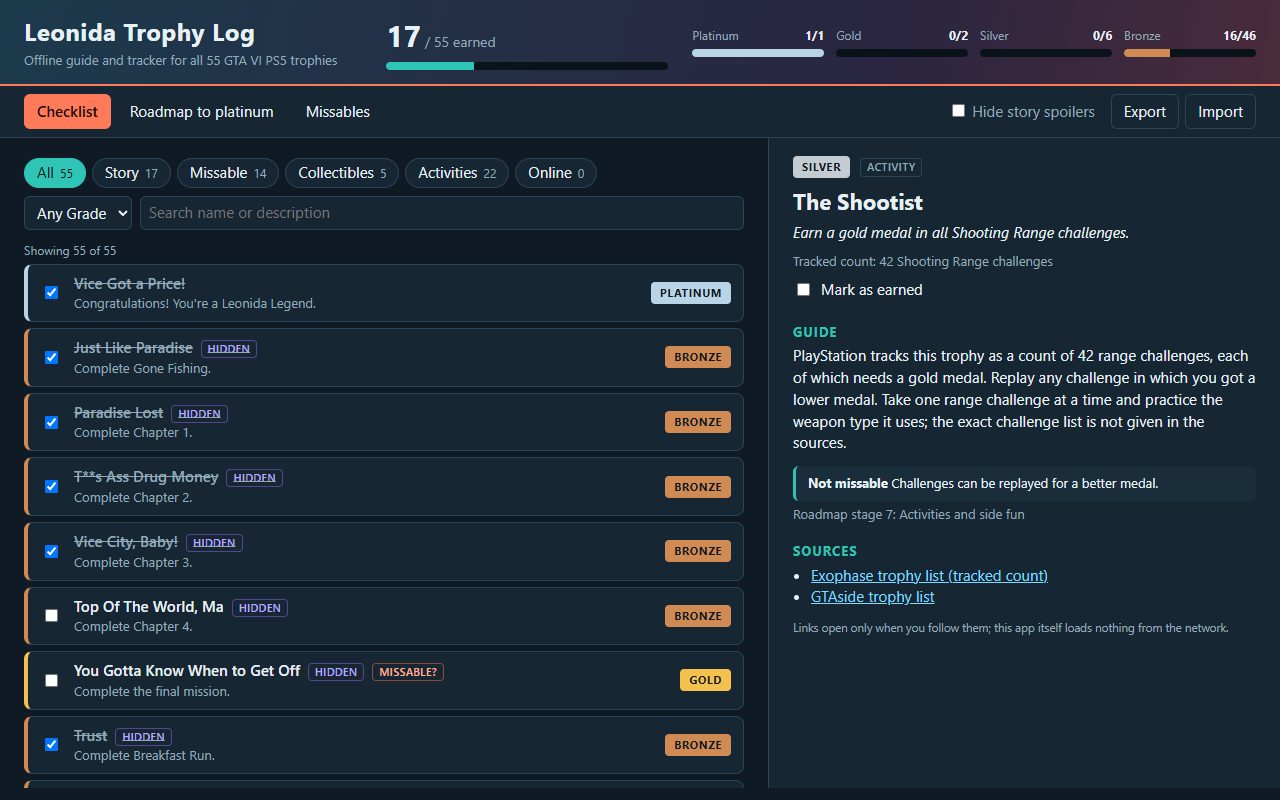 Leonida Trophy Log
Offline guide and tracker for all 55 GTA VI PS5 trophies
17 / 55 earned
Platinum 1/1
Gold 0/2
Silver 0/6
Bronze 16/46
Checklist
Roadmap to platinum
Missables
Hide story spoilers
Export
Import
All 55
Story 17
Missable 14
Collectibles 5
Activities 22
Online 0
Any Grade
Search name or description
Showing 55 of 55
Vice Got a Price!
Congratulations! You're a Leonida Legend.
PLATINUM
Just Like Paradise HIDDEN
Complete Gone Fishing.
BRONZE
Paradise Lost HIDDEN
Complete Chapter 1.
BRONZE
T**s Ass Drug Money HIDDEN
Complete Chapter 2.
BRONZE
Vice City, Baby! HIDDEN
Complete Chapter 3.
BRONZE
Top Of The World, Ma HIDDEN
Complete Chapter 4.
BRONZE
You Gotta Know When to Get Off HIDDEN MISSABLE?
Complete the final mission.
GOLD
Trust HIDDEN
Complete Breakfast Run.
BRONZE
SILVER ACTIVITY
The Shootist
Earn a gold medal in all Shooting Range challenges.
Tracked count: 42 Shooting Range challenges
Mark as earned
GUIDE
PlayStation tracks this trophy as a count of 42 range challenges, each
of which needs a gold medal. Replay any challenge in which you got a
lower medal. Take one range challenge at a time and practice the
weapon type it uses; the exact challenge list is not given in the
sources.
Not missable Challenges can be replayed for a better medal.
Roadmap stage 7: Activities and side fun
SOURCES
Exophase trophy list (tracked count)
GTAside trophy list
Links open only when you follow them; this app itself loads nothing from the network.